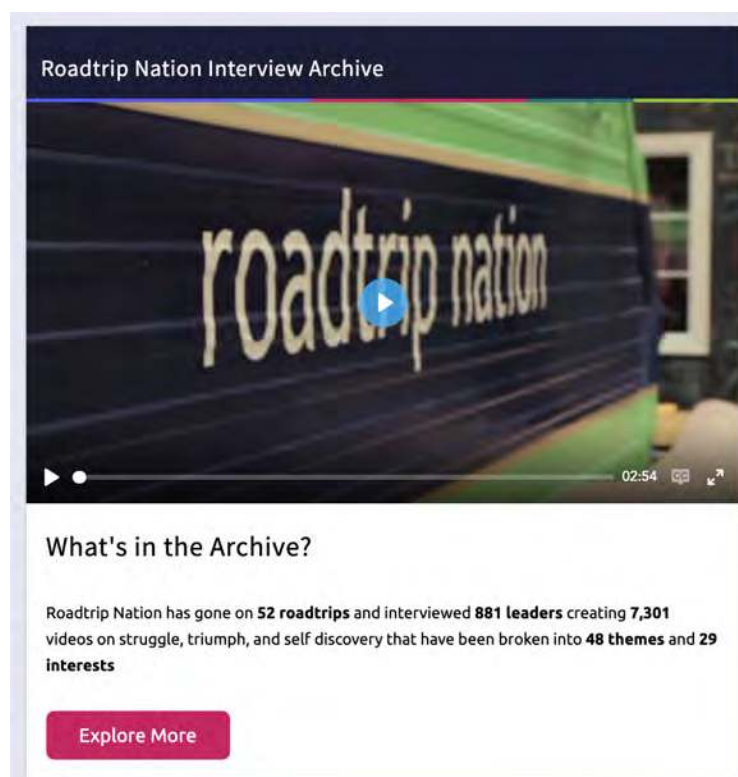 Roadtrip Nation Interview Archive
roadtrip nation
02:54 CC
What's in the Archive?
Roadtrip Nation has gone on 52 roadtrips and interviewed 881 leaders creating 7,301
videos on struggle, triumph, and self discovery that have been broken into 48 themes and 29
interests
Explore More